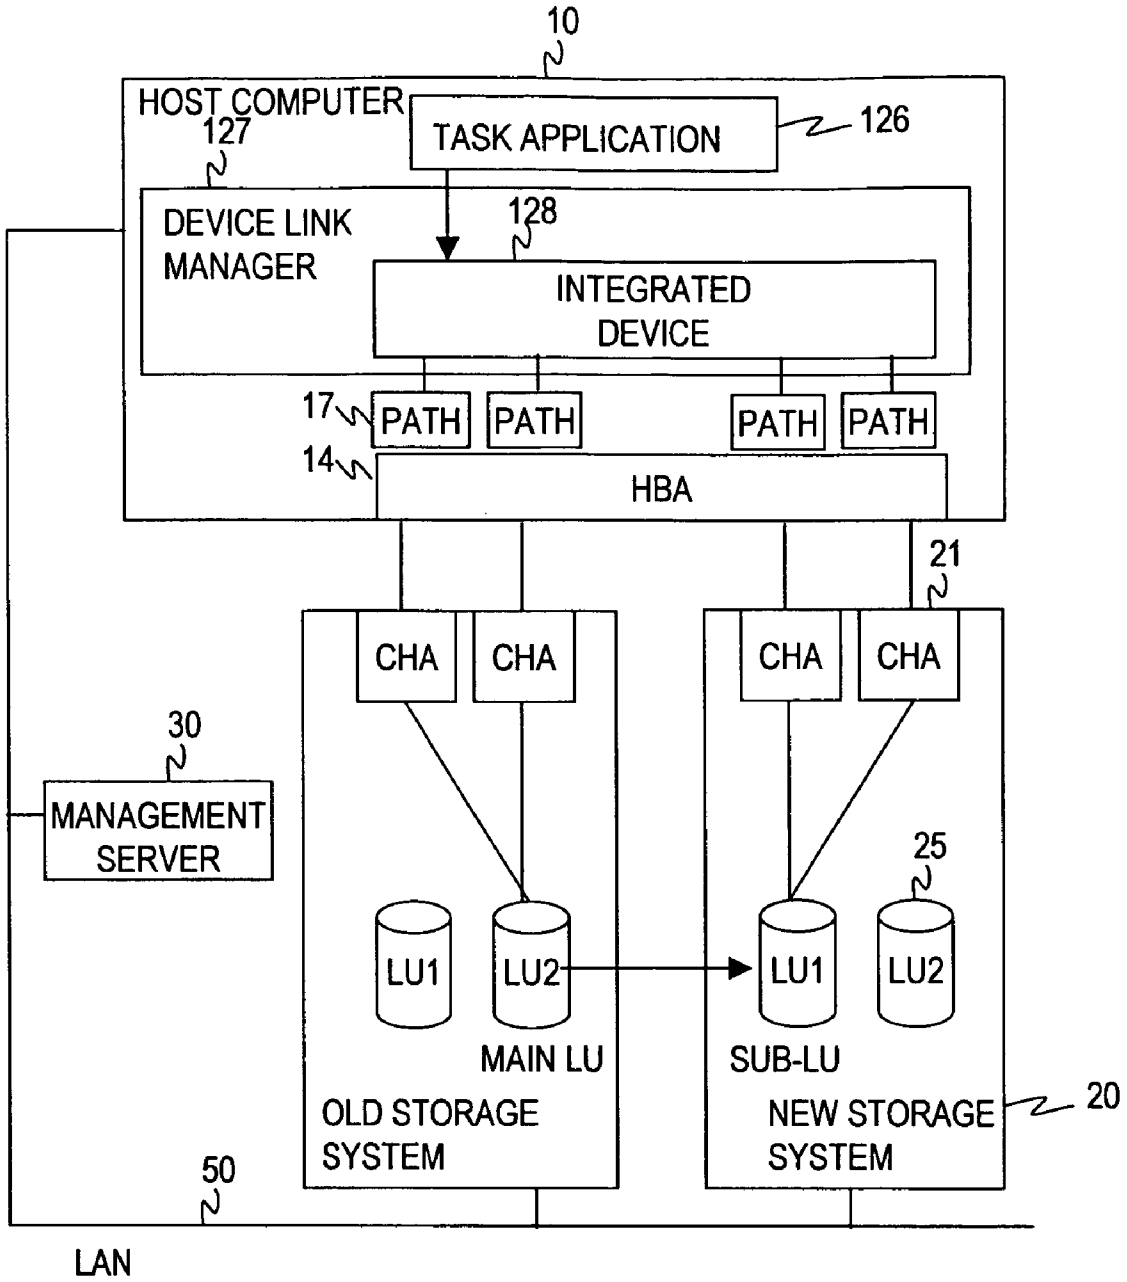 10
HOST COMPUTER
TASK APPLICATION
126
127
DEVICE LINK
MANAGER
128
INTEGRATED
DEVICE
17
PATH
PATH
PATH
PATH
14
HBA
21
CHA
CHA
CHA
CHA
30
MANAGEMENT
SERVER
25
LU1
LU2
LU1
LU2
MAIN LU
SUB-LU
OLD STORAGE
SYSTEM
NEW STORAGE
SYSTEM
20
50
LAN